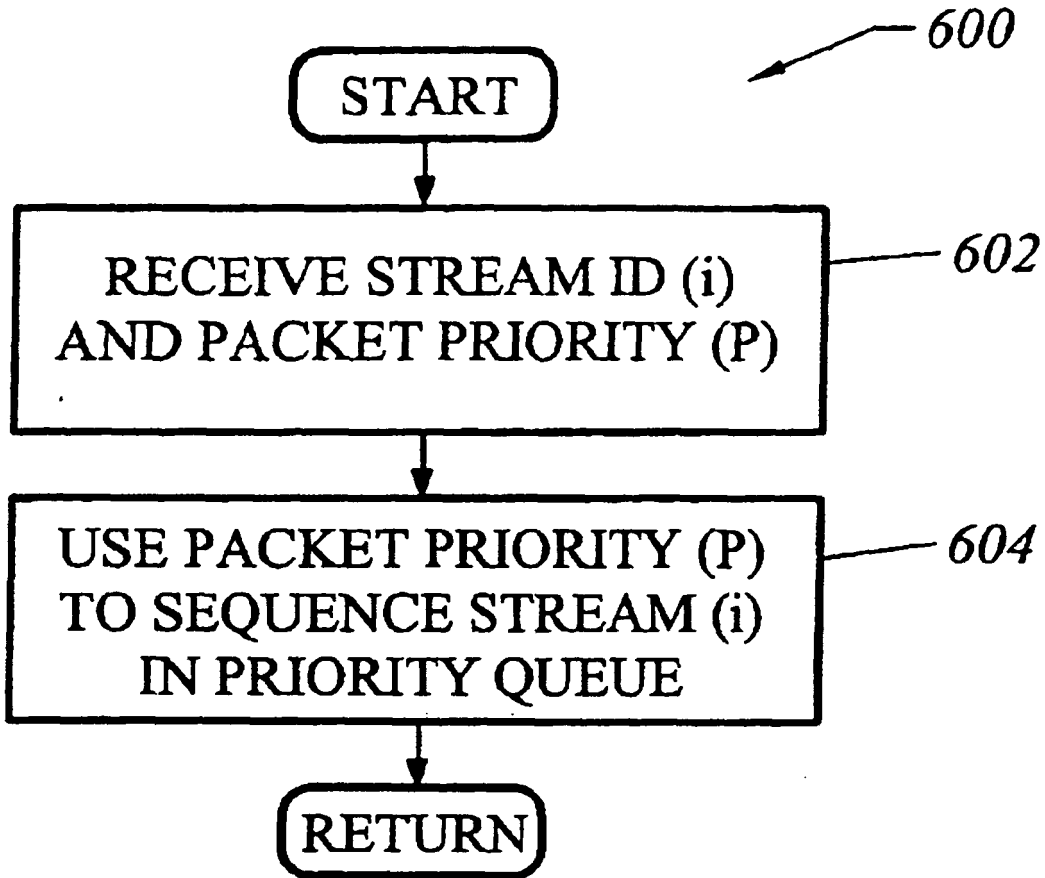 600
START
RECEIVE STREAM ID (i)
AND PACKET PRIORITY (P)
602
USE PACKET PRIORITY (P)
TO SEQUENCE STREAM (i)
IN PRIORITY QUEUE
604
RETURN